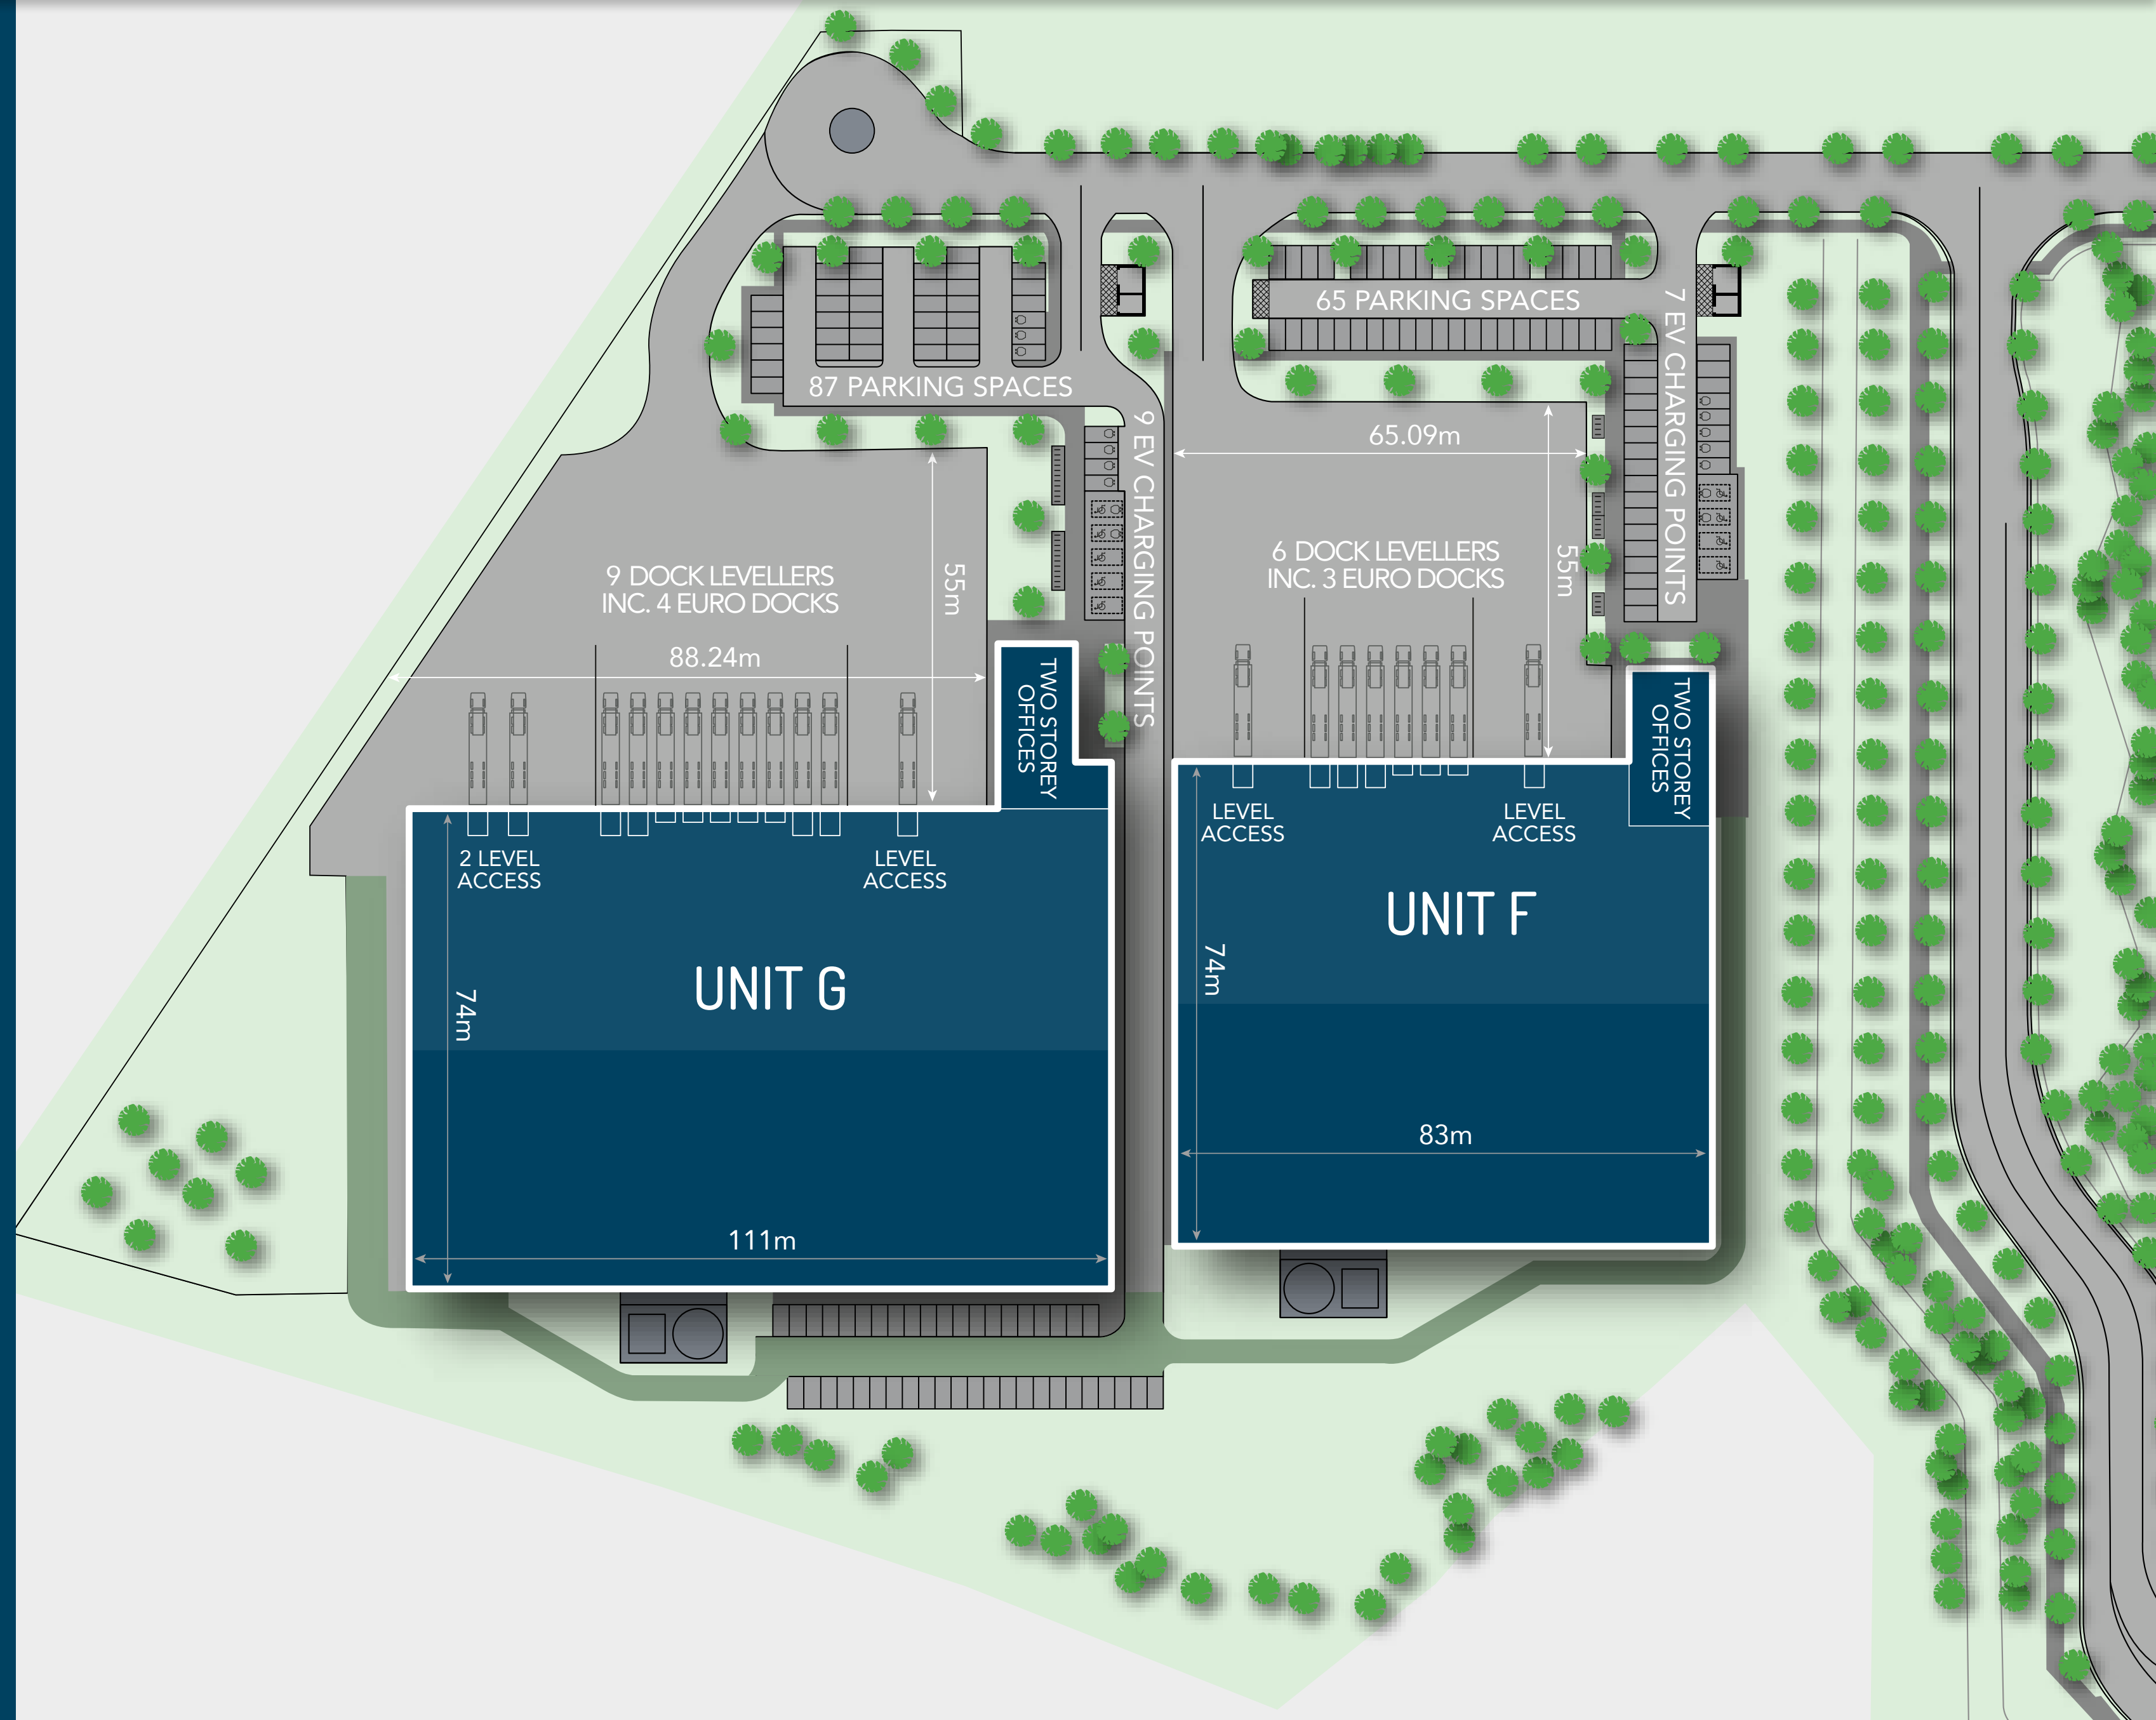 65 PARKING SPACES
7 EV CHARGING POINTS
87 PARKING SPACES
9 EV CHARGING POINTS
65.09m
55m
6 DOCK LEVELLERS
INC. 3 EURO DOCKS
9 DOCK LEVELLERS
INC. 4 EURO DOCKS
55m
88.24m
TWO STOREY
OFFICES
TWO STOREY
OFFICES
LEVEL
ACCESS
LEVEL
ACCESS
2 LEVEL
ACCESS
LEVEL
ACCESS
UNIT F
74m
UNIT G
74m
83m
111m